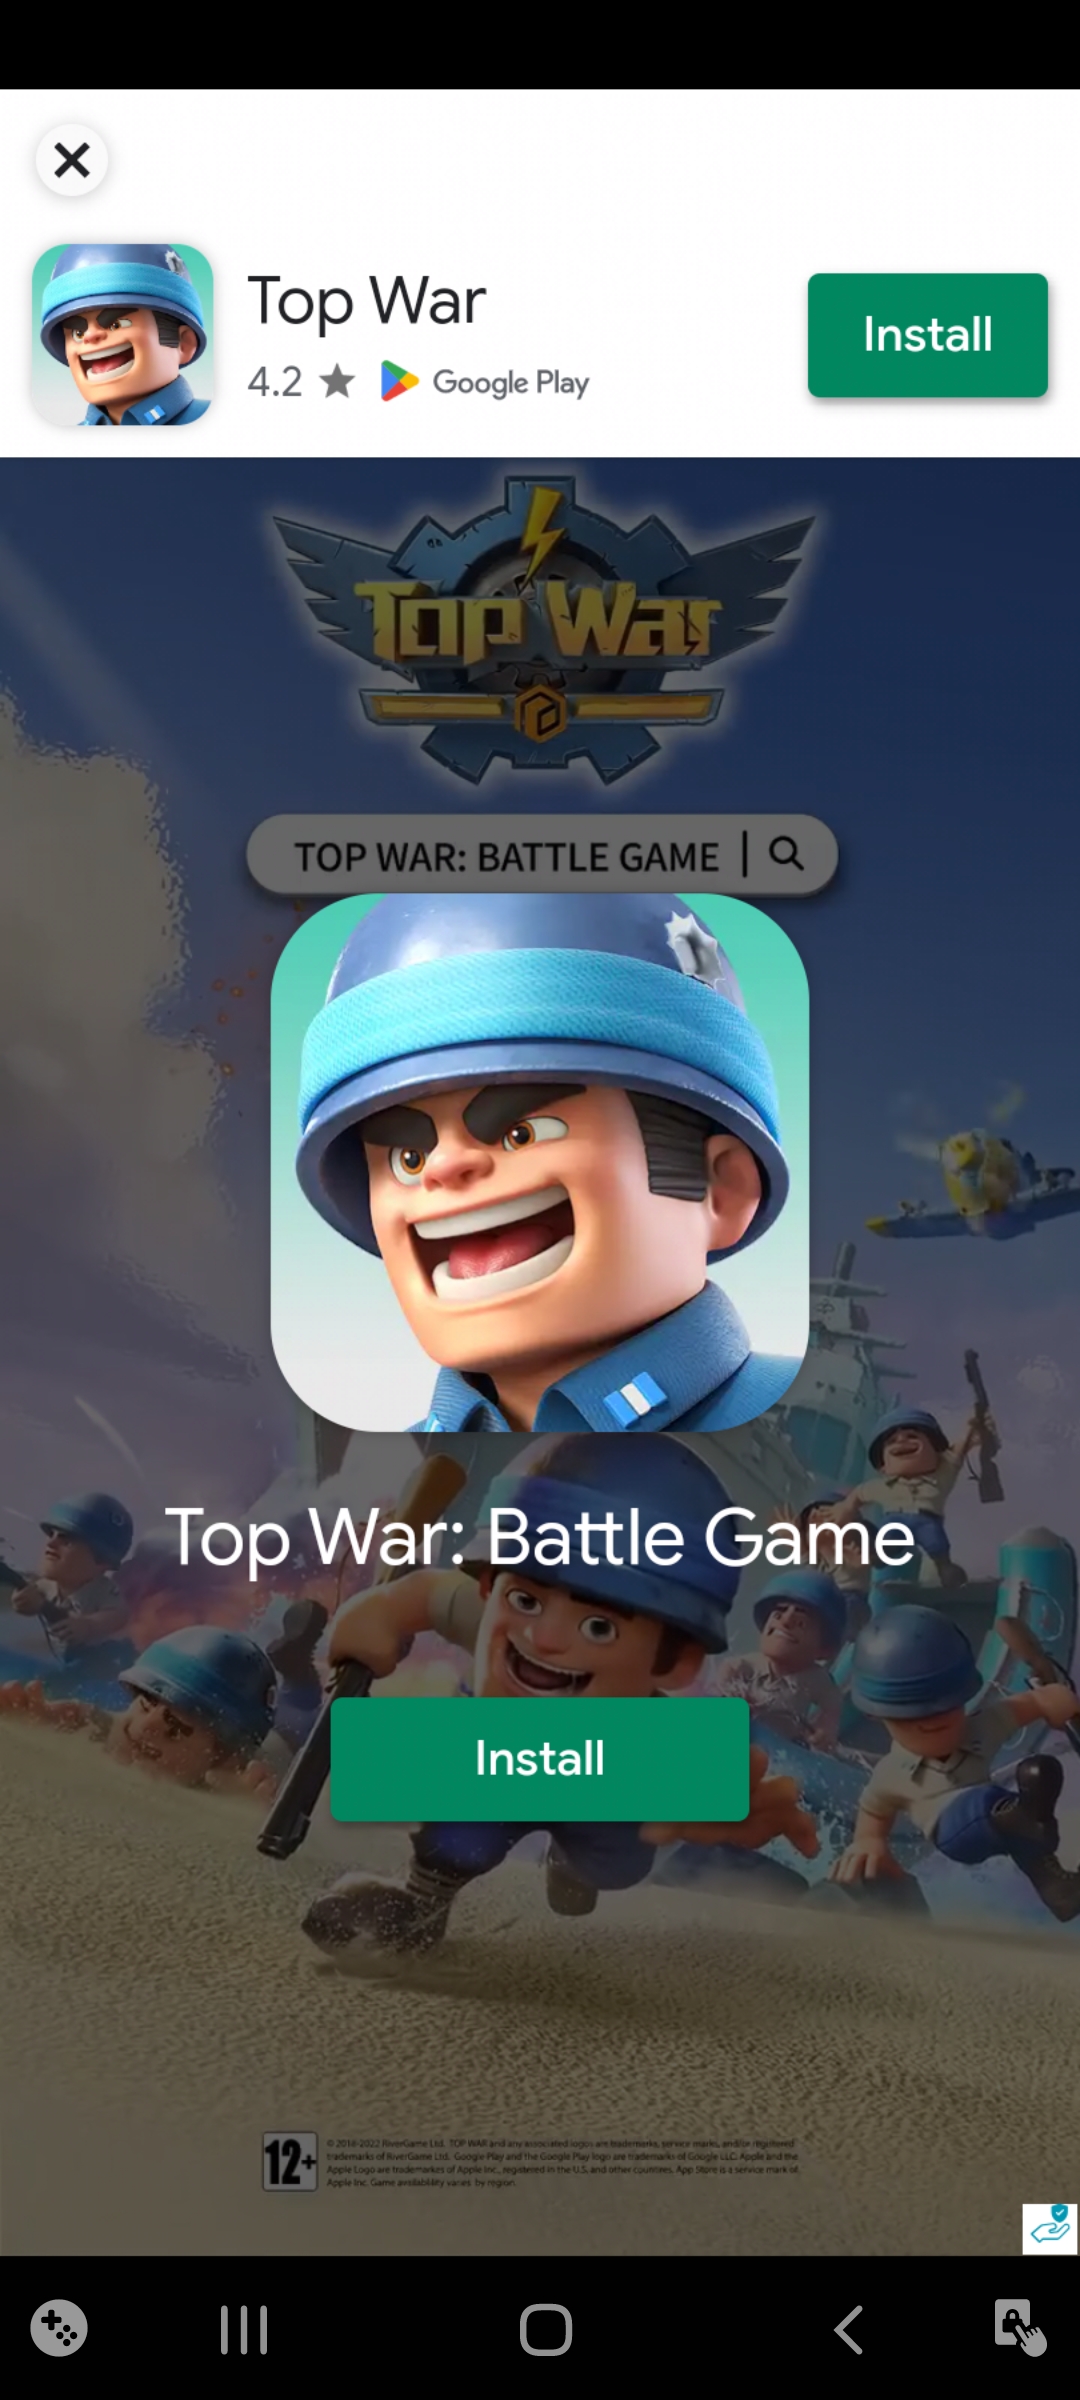 Top War
Install
4.2
Google Play
Top War
TOP WAR: BATTLE GAME
Top War: Battle Game
Install
12+
© 2018-2022 RiverGame Ltd. TOP WAR and any associated logos are trademarks, service marks, and/or registered
trademarks of RiverGame Ltd. Google Play and the Google Play logo are trademarks of Google LLC. Apple and the
Apple Logo are trademarks of Apple Inc., registered in the U.S. and other countries. App Store is a service mark of
Apple Inc. Game availability varies by region.